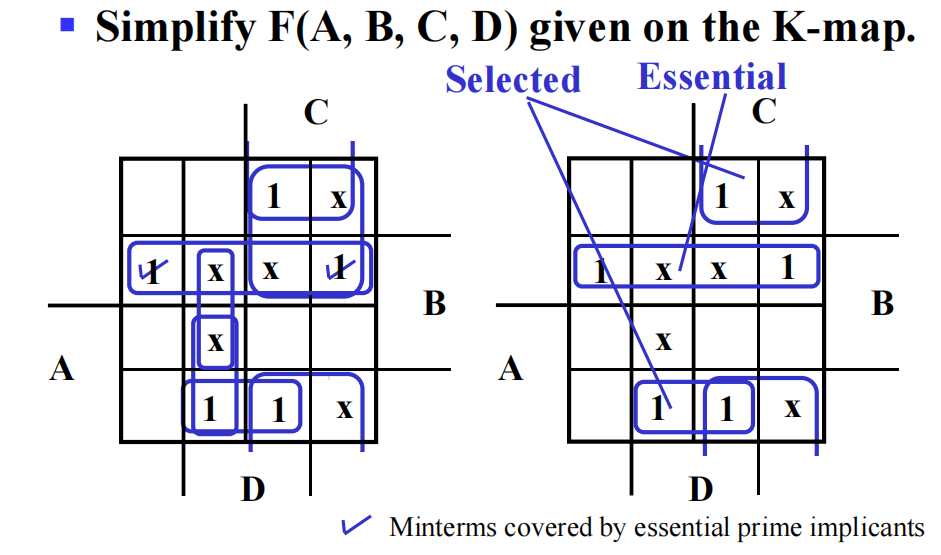 Simplify F(A, B, C, D) given on the K-map.
Selected Essential
C C
1 x 1 x
1 x x 1 1 x x 1
B B
x x
A A
1 1 x 1 1 x
D D
✓ Minterms covered by essential prime implicants